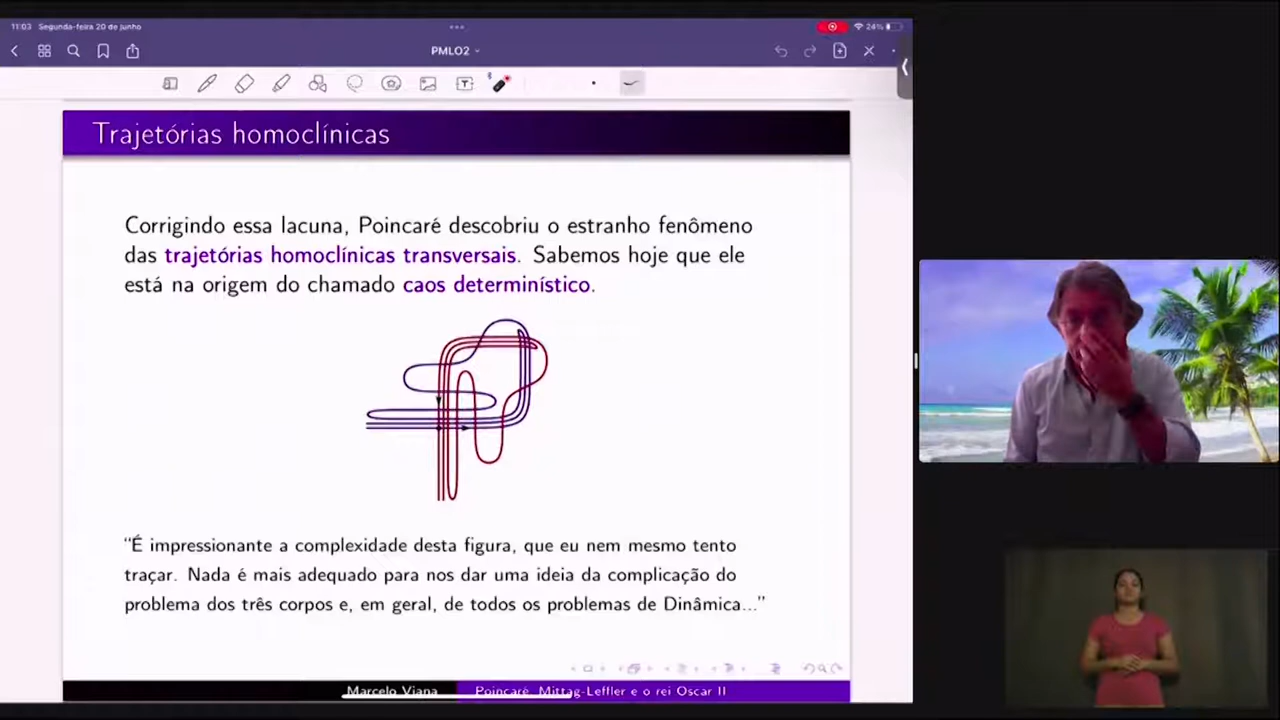 11:03 Segunda-feira 20 de junho
24%
PMLO2
Trajetórias homoclínicas
Corrigindo essa lacuna, Poincaré descobriu o estranho fenômeno
das trajetórias homoclínicas transversais. Sabemos hoje que ele
está na origem do chamado caos determinístico.
“É impressionante a complexidade desta figura, que eu nem mesmo tento
traçar. Nada é mais adequado para nos dar uma ideia da complicação do
problema dos três corpos e, em geral, de todos os problemas de Dinâmica...”
Marcelo Viana Poincaré, Mittag-Leffler e o rei Oscar II